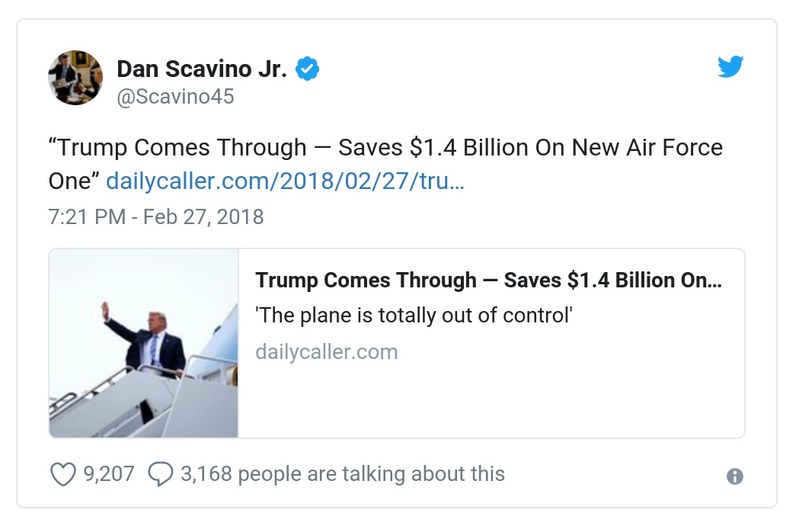 Dan Scavino Jr.
@Scavino45
“Trump Comes Through — Saves $1.4 Billion On New Air Force
One” dailycaller.com/2018/02/27/tru…
7:21 PM - Feb 27, 2018
Trump Comes Through — Saves $1.4 Billion On…
'The plane is totally out of control'
dailycaller.com
9,207 3,168 people are talking about this